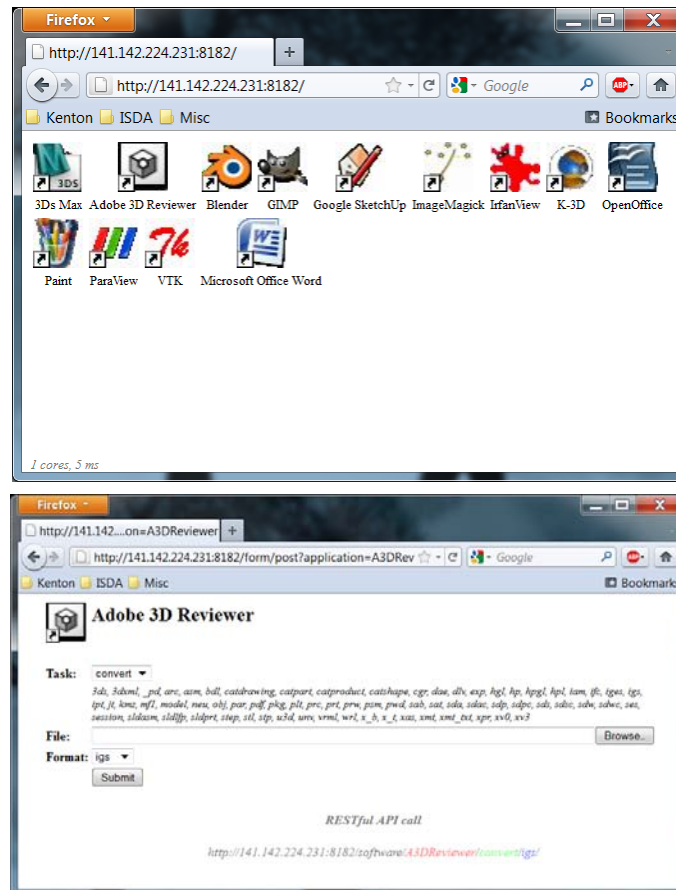 Firefox
http://141.142.224.231:8182/ +
http://141.142.224.231:8182/ Google ABP
Kenton ISDA Misc Bookmarks
3DS
3Ds Max Adobe 3D Reviewer Blender GIMP Google SketchUp ImageMagick IrfanView K-3D OpenOffice
Paint ParaView VTK Microsoft Office Word
1 cores, 5 ms
Firefox
http://141.142....on=A3DReviewer +
http://141.142.224.231:8182/form/post?application=A3DRev Google
Kenton ISDA Misc Bookmark
Adobe 3D Reviewer
Task: convert
3ds, 3dxml, _pd, arc, asm, bdl, catdrawing, catpart, catproduct, catshape, cgr, dae, dlv, exp, hgl, hp, hpgl, hpl, iam, ifc, iges, igs,
ipt, jt, kmz, mf1, model, neu, obj, par, pdf, pkg, plt, prc, prt, prw, psm, pwd, sab, sat, sda, sdac, sdp, sdpc, sds, sdsc, sdw, sdwc, ses,
session, sldasm, sldlfp, sldprt, step, stl, stp, u3d, unv, vrml, wrl, x_b, x_t, xas, xmt, xmt_txt, xpr, xv0, xv3
File: Browse..
Format: igs
Submit
RESTful API call
http://141.142.224.231:8182/software/A3DReviewer/convert/igs/